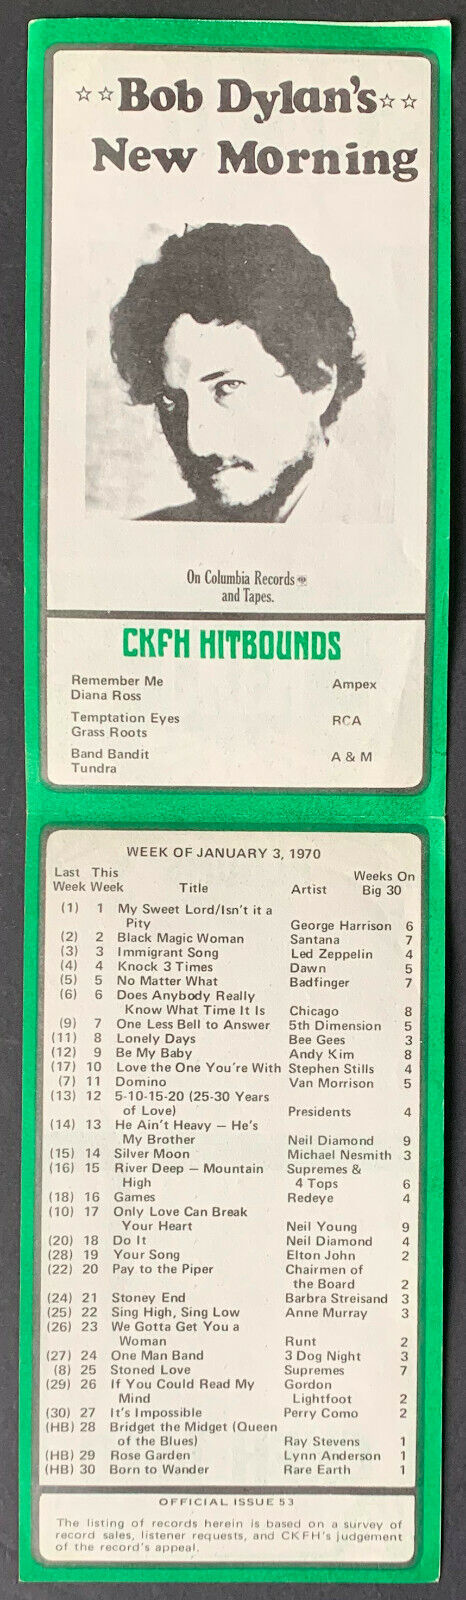 ☆☆Bob Dylan's☆☆
New Morning
On Columbia Records
and Tapes.
CKFH HITBOUNDS
Remember Me Ampex
Diana Ross
Temptation Eyes RCA
Grass Roots
Band Bandit A & M
Tundra
WEEK OF JANUARY 3, 1970
Last This Weeks On
Week Week Title Artist Big 30
(1) 1 My Sweet Lord/Isn't it a
Pity George Harrison 6
(2) 2 Black Magic Woman Santana 7
(3) 3 Immigrant Song Led Zeppelin 4
(4) 4 Knock 3 Times Dawn 5
(5) 5 No Matter What Badfinger 7
(6) 6 Does Anybody Really
Know What Time It Is Chicago 8
(9) 7 One Less Bell to Answer 5th Dimension 5
(11) 8 Lonely Days Bee Gees 3
(12) 9 Be My Baby Andy Kim 8
(17) 10 Love the One You're With Stephen Stills 4
(7) 11 Domino Van Morrison 5
(13) 12 5-10-15-20 (25-30 Years
of Love) Presidents 4
(14) 13 He Ain't Heavy — He's
My Brother Neil Diamond 9
(15) 14 Silver Moon Michael Nesmith 3
(16) 15 River Deep — Mountain Supremes &
High 4 Tops 6
(18) 16 Games Redeye 4
(10) 17 Only Love Can Break
Your Heart Neil Young 9
(20) 18 Do It Neil Diamond 4
(28) 19 Your Song Elton John 2
(22) 20 Pay to the Piper Chairmen of
the Board 2
(24) 21 Stoney End Barbra Streisand 3
(25) 22 Sing High, Sing Low Anne Murray 3
(26) 23 We Gotta Get You a
Woman Runt 2
(27) 24 One Man Band 3 Dog Night 3
(8) 25 Stoned Love Supremes 7
(29) 26 If You Could Read My Gordon
Mind Lightfoot 2
(30) 27 It's Impossible Perry Como 2
(HB) 28 Bridget the Midget (Queen
of the Blues) Ray Stevens 1
(HB) 29 Rose Garden Lynn Anderson 1
(HB) 30 Born to Wander Rare Earth 1
OFFICIAL ISSUE 53
The listing of records herein is based on a survey of
record sales, listener requests, and CKFH's judgement
of the record's appeal.